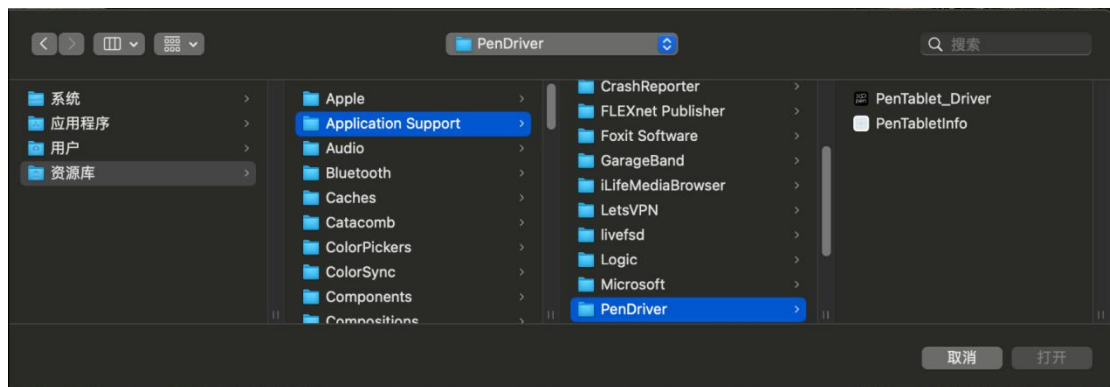 PenDriver
搜索
系统
应用程序
用户
资源库
Apple
Application Support
Audio
Bluetooth
Caches
Catacomb
ColorPickers
ColorSync
Components
Compositions
CrashReporter
FLEXnet Publisher
Foxit Software
GarageBand
iLifeMediaBrowser
LetsVPN
livefsd
Logic
Microsoft
PenDriver
PenTablet_Driver
PenTabletInfo
取消
打开